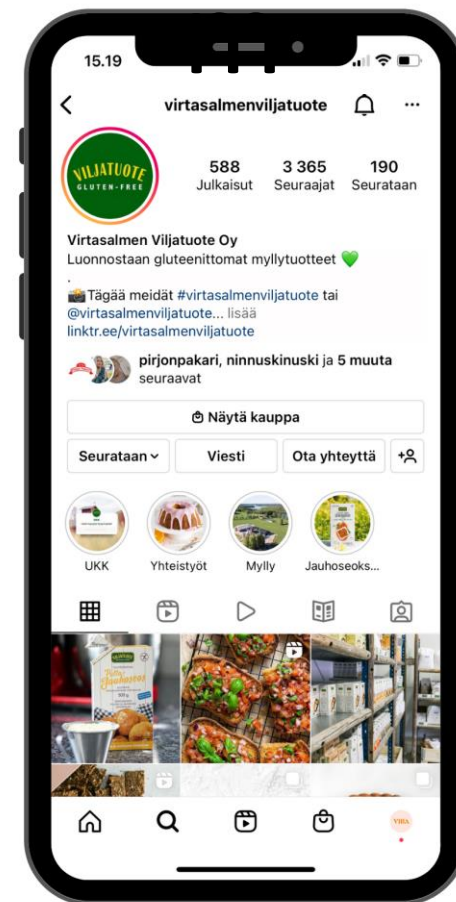 15.19
virtasalmenviljatuote
VILJATUOTE
GLUTEN-FREE
588 3 365 190
Julkaisut Seuraajat Seurataan
Virtasalmen Viljatuote Oy
Luonnostaan gluteenittomat myllytuotteet 💚
.
📸Tägää meidät #virtasalmenviljatuote tai
@virtasalmenviljatuote... lisää
linktr.ee/virtasalmenviljatuote
pirjonpakari, ninnuskinuski ja 5 muuta
seuraavat
Näytä kauppa
Seurataan Viesti Ota yhteyttä
UKK Yhteistyöt Mylly Jauhoseoks...
500 g
VIRA